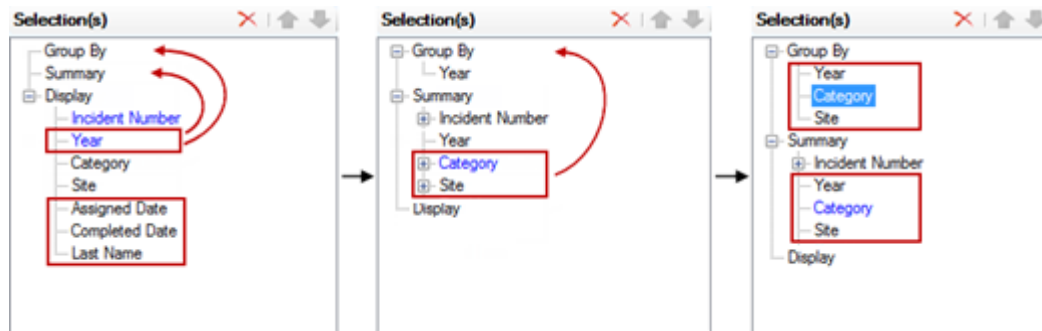 Selection(s)
Group By
Summary
Display
Incident Number
Year
Category
Site
Assigned Date
Completed Date
Last Name
Selection(s)
Group By
Year
Summary
Incident Number
Year
Category
Site
Display
Selection(s)
Group By
Year
Category
Site
Summary
Incident Number
Year
Category
Site
Display